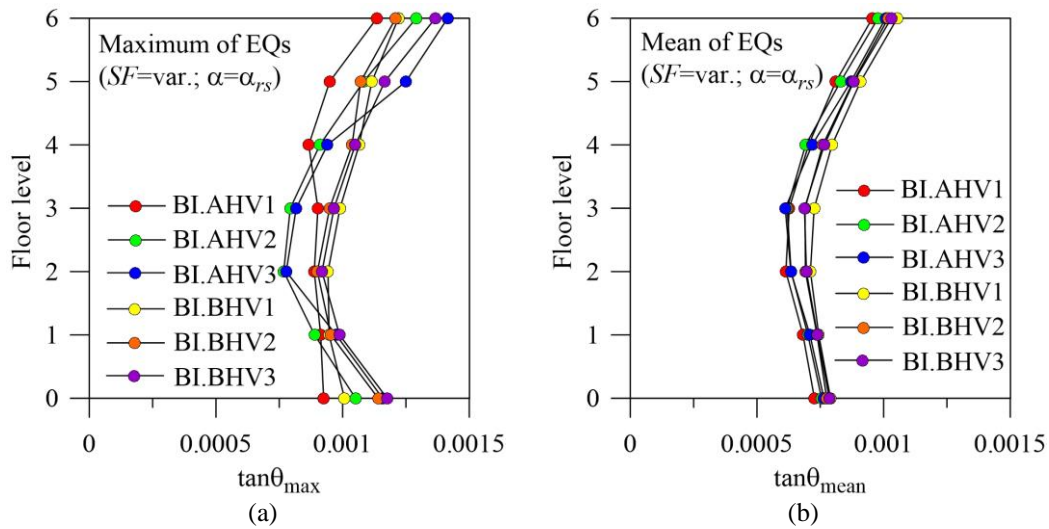 6
5
4
3
2
1
0
Floor level
Maximum of EQs
(SF=var.; α=αrs)
BI.AHV1
BI.AHV2
BI.AHV3
BI.BHV1
BI.BHV2
BI.BHV3
0 0.0005 0.001 0.0015
tanθmax
(a)
6
5
4
3
2
1
0
Floor level
Mean of EQs
(SF=var.; α=αrs)
BI.AHV1
BI.AHV2
BI.AHV3
BI.BHV1
BI.BHV2
BI.BHV3
0 0.0005 0.001 0.0015
tanθmean
(b)